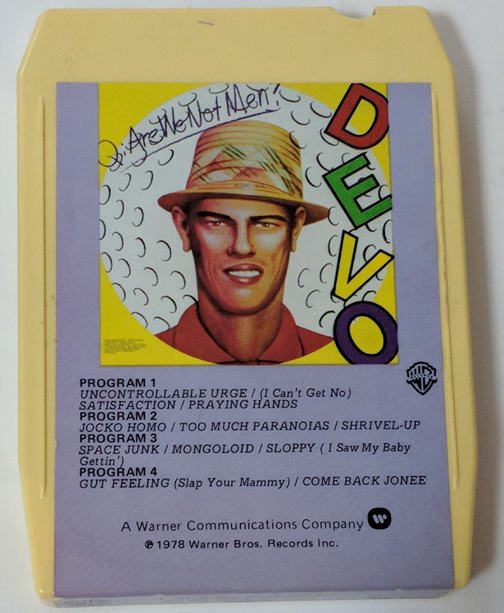 Q: Are We Not Men?
DEVO
PROGRAM 1
UNCONTROLLABLE URGE / (I Can't Get No)
SATISFACTION / PRAYING HANDS
PROGRAM 2
JOCKO HOMO / TOO MUCH PARANOIAS / SHRIVEL-UP
PROGRAM 3
SPACE JUNK / MONGOLOID / SLOPPY ( I Saw My Baby
Gettin')
PROGRAM 4
GUT FEELING (Slap Your Mammy) / COME BACK JONEE
A Warner Communications Company
℗ 1978 Warner Bros. Records Inc.